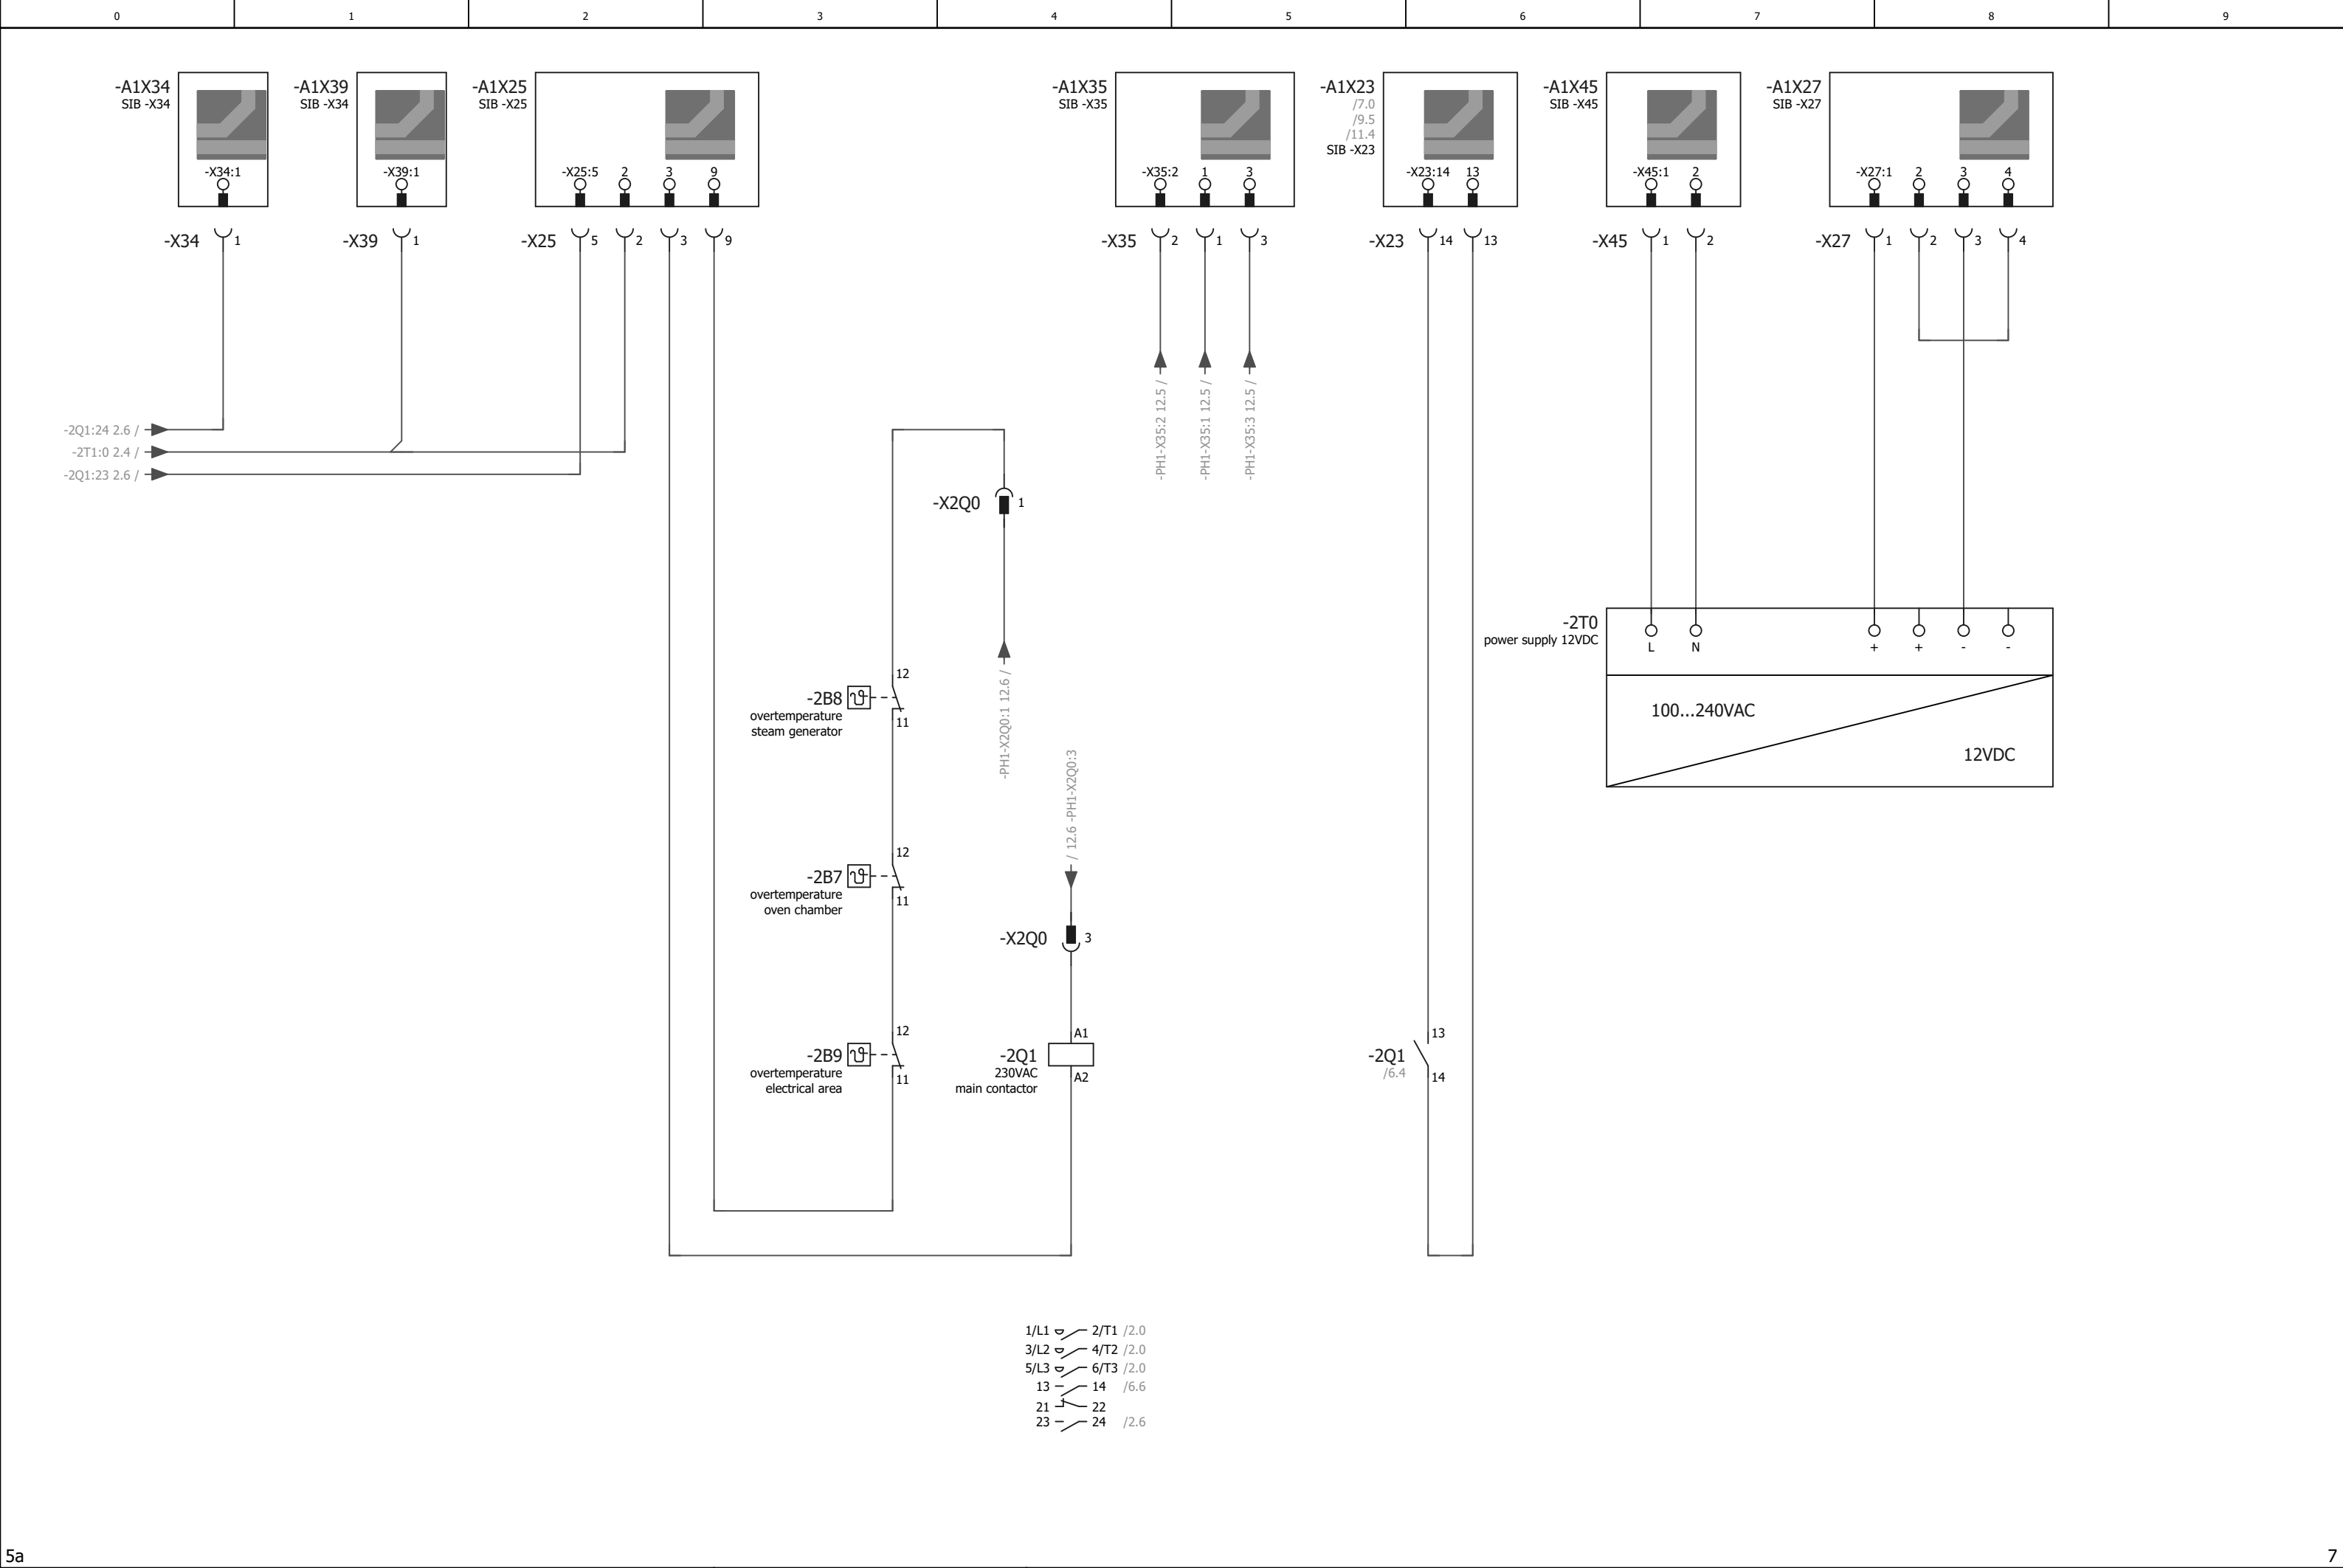 0 1 2 3 4 5 6 7 8 9
-A1X34
SIB -X34
-X34:1
-A1X39
SIB -X34
-X39:1
-A1X25
SIB -X25
-X25:5 2 3 9
-A1X35
SIB -X35
-X35:2 1 3
-A1X23
/7.0
/9.5
/11.4
SIB -X23
-X23:14 13
-A1X45
SIB -X45
-X45:1 2
-A1X27
SIB -X27
-X27:1 2 3 4
-X34 1
-X39 1
-X25 5 2 3 9
-X35 2 1 3
-X23 14 13
-X45 1 2
-X27 1 2 3 4
-2Q1:24 2.6 /
-2T1:0 2.4 /
-2Q1:23 2.6 /
-PH1-X35:2 12.5 /
-PH1-X35:1 12.5 /
-PH1-X35:3 12.5 /
-X2Q0 1
-PH1-X2Q0:1 12.6 /
-2T0
power supply 12VDC
L N + + - -
100...240VAC
12VDC
12
-2B8
overtemperature
steam generator
11
/ 12.6 -PH1-X2Q0:3
12
-2B7
overtemperature
oven chamber
11
-X2Q0 3
12
-2B9
overtemperature
electrical area
11
A1
-2Q1
230VAC
main contactor
A2
13
-2Q1
/6.4
14
1/L1 2/T1 /2.0
3/L2 4/T2 /2.0
5/L3 6/T3 /2.0
13 14 /6.6
21 22
23 24 /2.6
5a
7